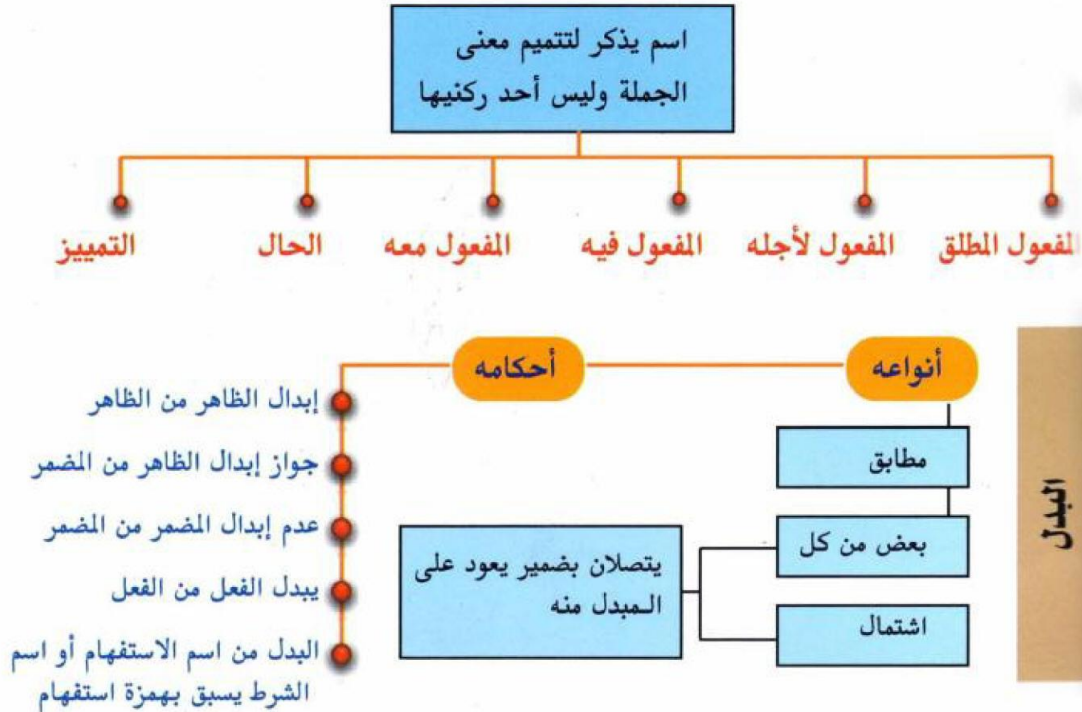 اسم يذكر لتتميم معنى
الجملة وليس أحد ركنيها
المفعول المطلق
المفعول لأجله
المفعول فيه
المفعول معه
الحال
التمييز
البدل
أنواعه
مطابق
بعض من كل
اشتمال
يتصلان بضمير يعود على
الـمبدل منه
أحكامه
إبدال الظاهر من الظاهر
جواز إبدال الظاهر من المضمر
عدم إبدال المضمر من المضمر
يبدل الفعل من الفعل
البدل من اسم الاستفهام أو اسم
الشرط يسبق بهمزة استفهام